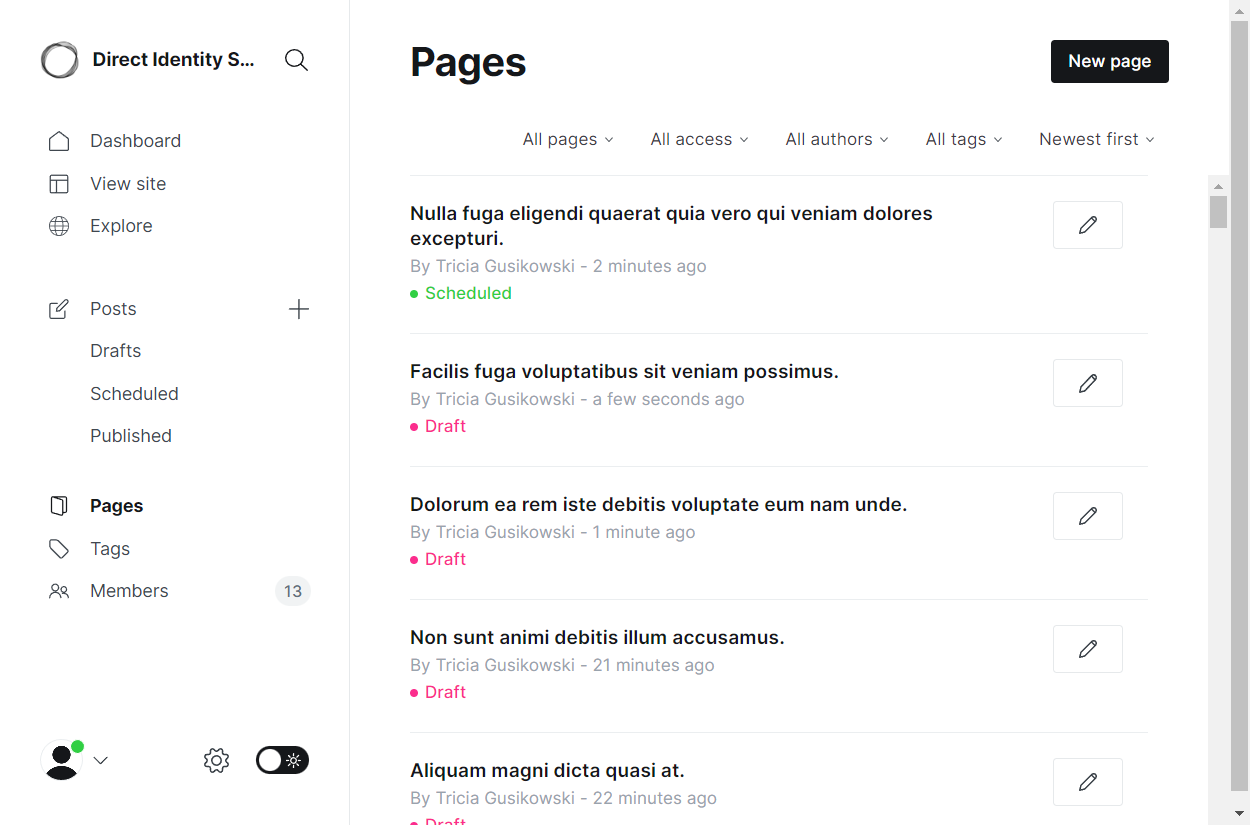 Direct Identity S...
Dashboard
View site
Explore
Posts
Drafts
Scheduled
Published
Pages
Tags
Members 13
Pages
New page
All pages All access All authors All tags Newest first
Nulla fuga eligendi quaerat quia vero qui veniam dolores
excepturi.
By Tricia Gusikowski - 2 minutes ago
Scheduled
Facilis fuga voluptatibus sit veniam possimus.
By Tricia Gusikowski - a few seconds ago
Draft
Dolorum ea rem iste debitis voluptate eum nam unde.
By Tricia Gusikowski - 1 minute ago
Draft
Non sunt animi debitis illum accusamus.
By Tricia Gusikowski - 21 minutes ago
Draft
Aliquam magni dicta quasi at.
By Tricia Gusikowski - 22 minutes ago
Draft